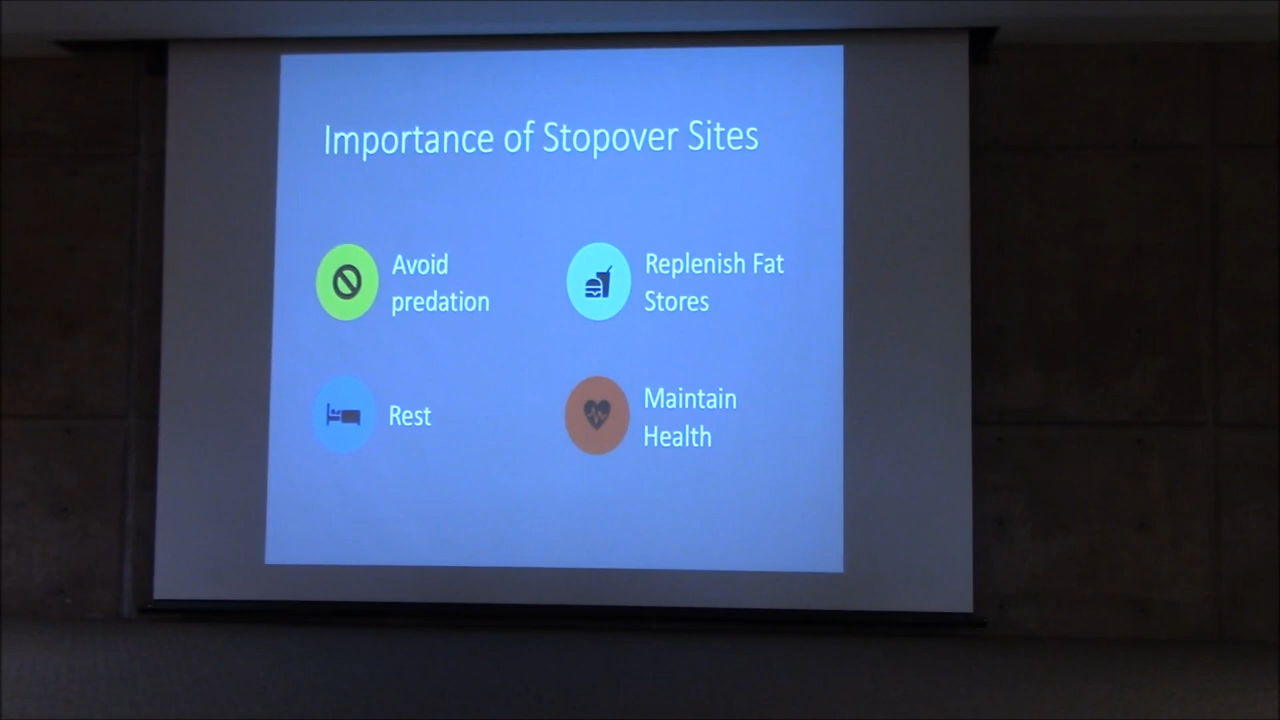 Importance of Stopover Sites
Avoid
predation
Replenish Fat
Stores
Rest
Maintain
Health